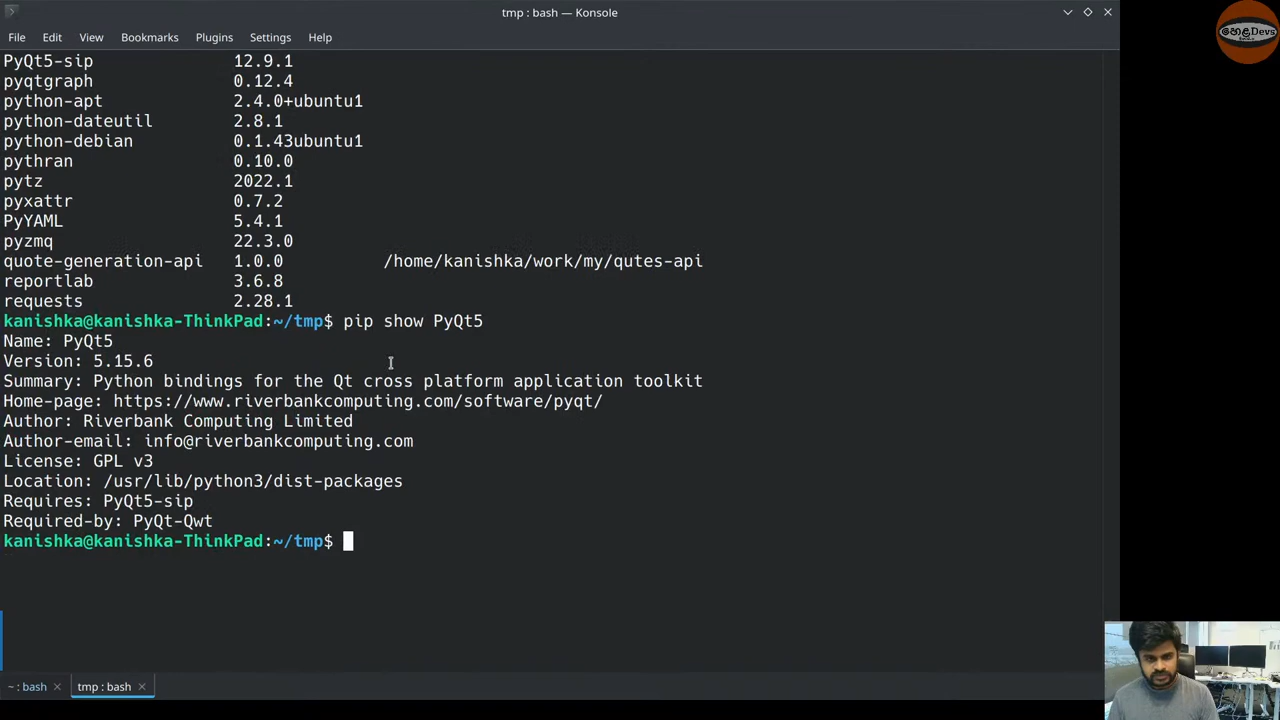 tmp : bash — Konsole
හෙළDevs
File Edit View Bookmarks Plugins Settings Help
PyQt5-sip 12.9.1
pyqtgraph 0.12.4
python-apt 2.4.0+ubuntu1
python-dateutil 2.8.1
python-debian 0.1.43ubuntu1
pythran 0.10.0
pytz 2022.1
pyxattr 0.7.2
PyYAML 5.4.1
pyzmq 22.3.0
quote-generation-api 1.0.0 /home/kanishka/work/my/qutes-api
reportlab 3.6.8
requests 2.28.1
kanishka@kanishka-ThinkPad:~/tmp$ pip show PyQt5
Name: PyQt5
Version: 5.15.6
Summary: Python bindings for the Qt cross platform application toolkit
Home-page: https://www.riverbankcomputing.com/software/pyqt/
Author: Riverbank Computing Limited
Author-email: info@riverbankcomputing.com
License: GPL v3
Location: /usr/lib/python3/dist-packages
Requires: PyQt5-sip
Required-by: PyQt-Qwt
kanishka@kanishka-ThinkPad:~/tmp$
~ : bash tmp : bash